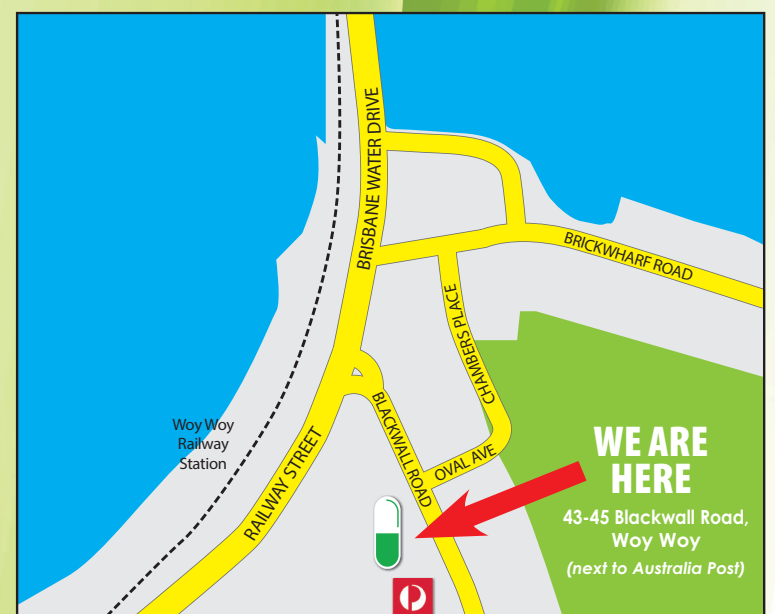 BRISBANE WATER DRIVE
BRICKWHARF ROAD
CHAMBERS PLACE
BLACKWALL ROAD
OVAL AVE
RAILWAY STREET
Woy Woy
Railway
Station
WE ARE
HERE
43-45 Blackwall Road,
Woy Woy
(next to Australia Post)